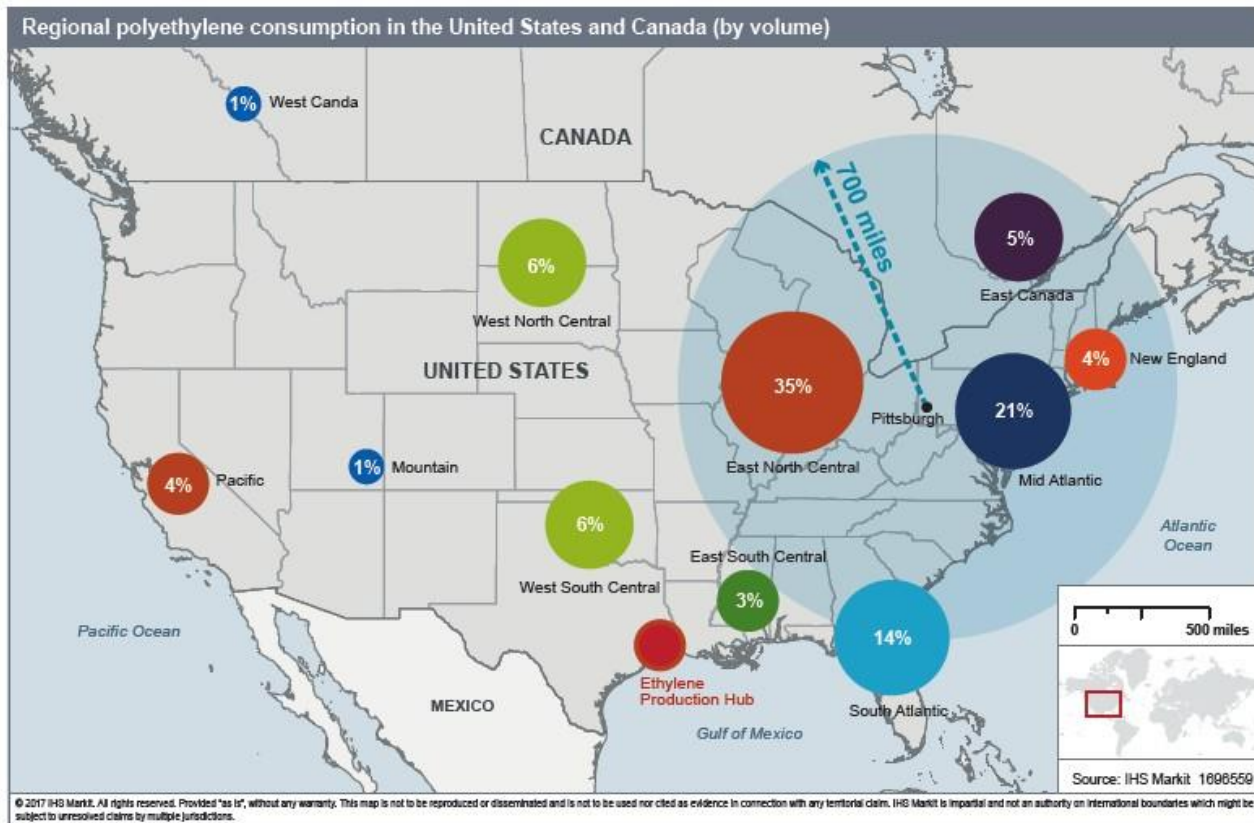 Regional polyethylene consumption in the United States and Canada (by volume)
1%
West Canda
CANADA
700 miles
5%
East Canada
6%
West North Central
UNITED STATES
35%
East North Central
Pittsburgh
21%
Mid Atlantic
4%
New England
4%
Pacific
1%
Mountain
6%
West South Central
East South Central
3%
14%
South Atlantic
Ethylene
Production Hub
Atlantic
Ocean
Pacific Ocean
MEXICO
Gulf of Mexico
0
500 miles
Source: IHS Markit 1696559
© 2017 IHS Markit. All rights reserved. Provided "as is", without any warranty. This map is not to be reproduced or disseminated and is not to be used nor cited as evidence in connection with any territorial claim. IHS Markit is impartial and not an authority on international boundaries which might be
subject to unresolved claims by multiple jurisdictions.